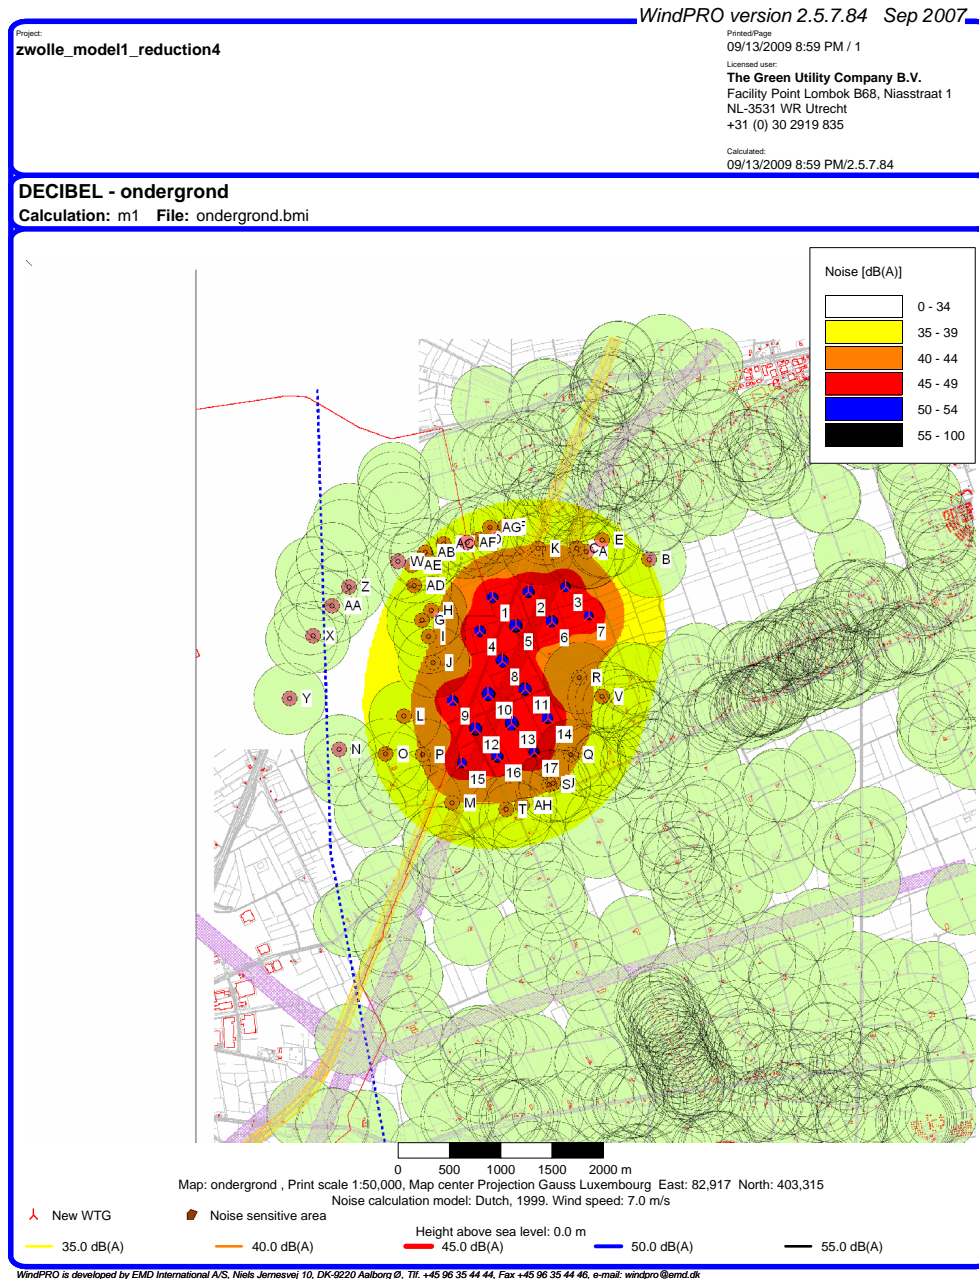 WindPRO version 2.5.7.84 Sep 2007
Project:
zwolle_model1_reduction4
Printed/Page
09/13/2009 8:59 PM / 1
Licensed user:
The Green Utility Company B.V.
Facility Point Lombok B68, Niasstraat 1
NL-3531 WR Utrecht
+31 (0) 30 2919 835
Calculated:
09/13/2009 8:59 PM/2.5.7.84
DECIBEL - ondergrond
Calculation: m1 File: ondergrond.bmi
Noise [dB(A)]
0 - 34
35 - 39
40 - 44
45 - 49
50 - 54
55 - 100
AG
AF
E
K
A
B
AB
W
AE
Z
AD
AA
H
G
1
2
3
X
I
5
6
7
4
J
8
R
Y
V
10
11
L
9
14
N
O
P
12
13
Q
15
16
17
M
T
AH
0 500 1000 1500 2000 m
Map: ondergrond , Print scale 1:50,000, Map center Projection Gauss Luxembourg East: 82,917 North: 403,315
Noise calculation model: Dutch, 1999. Wind speed: 7.0 m/s
New WTG Noise sensitive area
Height above sea level: 0.0 m
35.0 dB(A) 40.0 dB(A) 45.0 dB(A) 50.0 dB(A) 55.0 dB(A)
WindPRO is developed by EMD International A/S, Niels Jernesvej 10, DK-9220 Aalborg Ø, Tlf. +45 96 35 44 44, Fax +45 96 35 44 46, e-mail: windpro@emd.dk